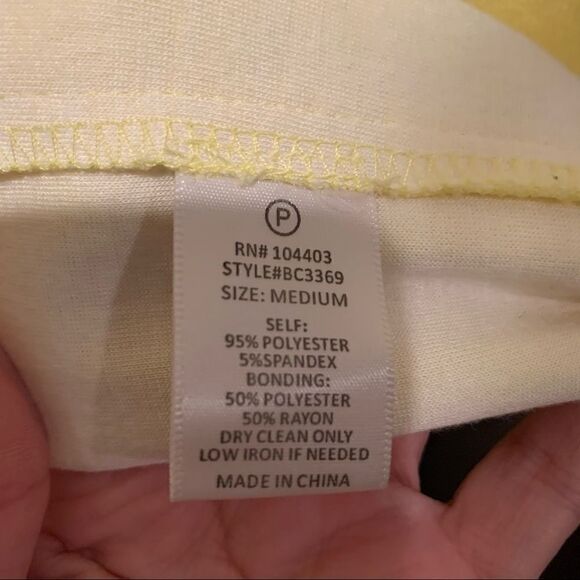 P
RN# 104403
STYLE#BC3369
SIZE: MEDIUM
SELF:
95% POLYESTER
5%SPANDEX
BONDING:
50% POLYESTER
50% RAYON
DRY CLEAN ONLY
LOW IRON IF NEEDED
MADE IN CHINA